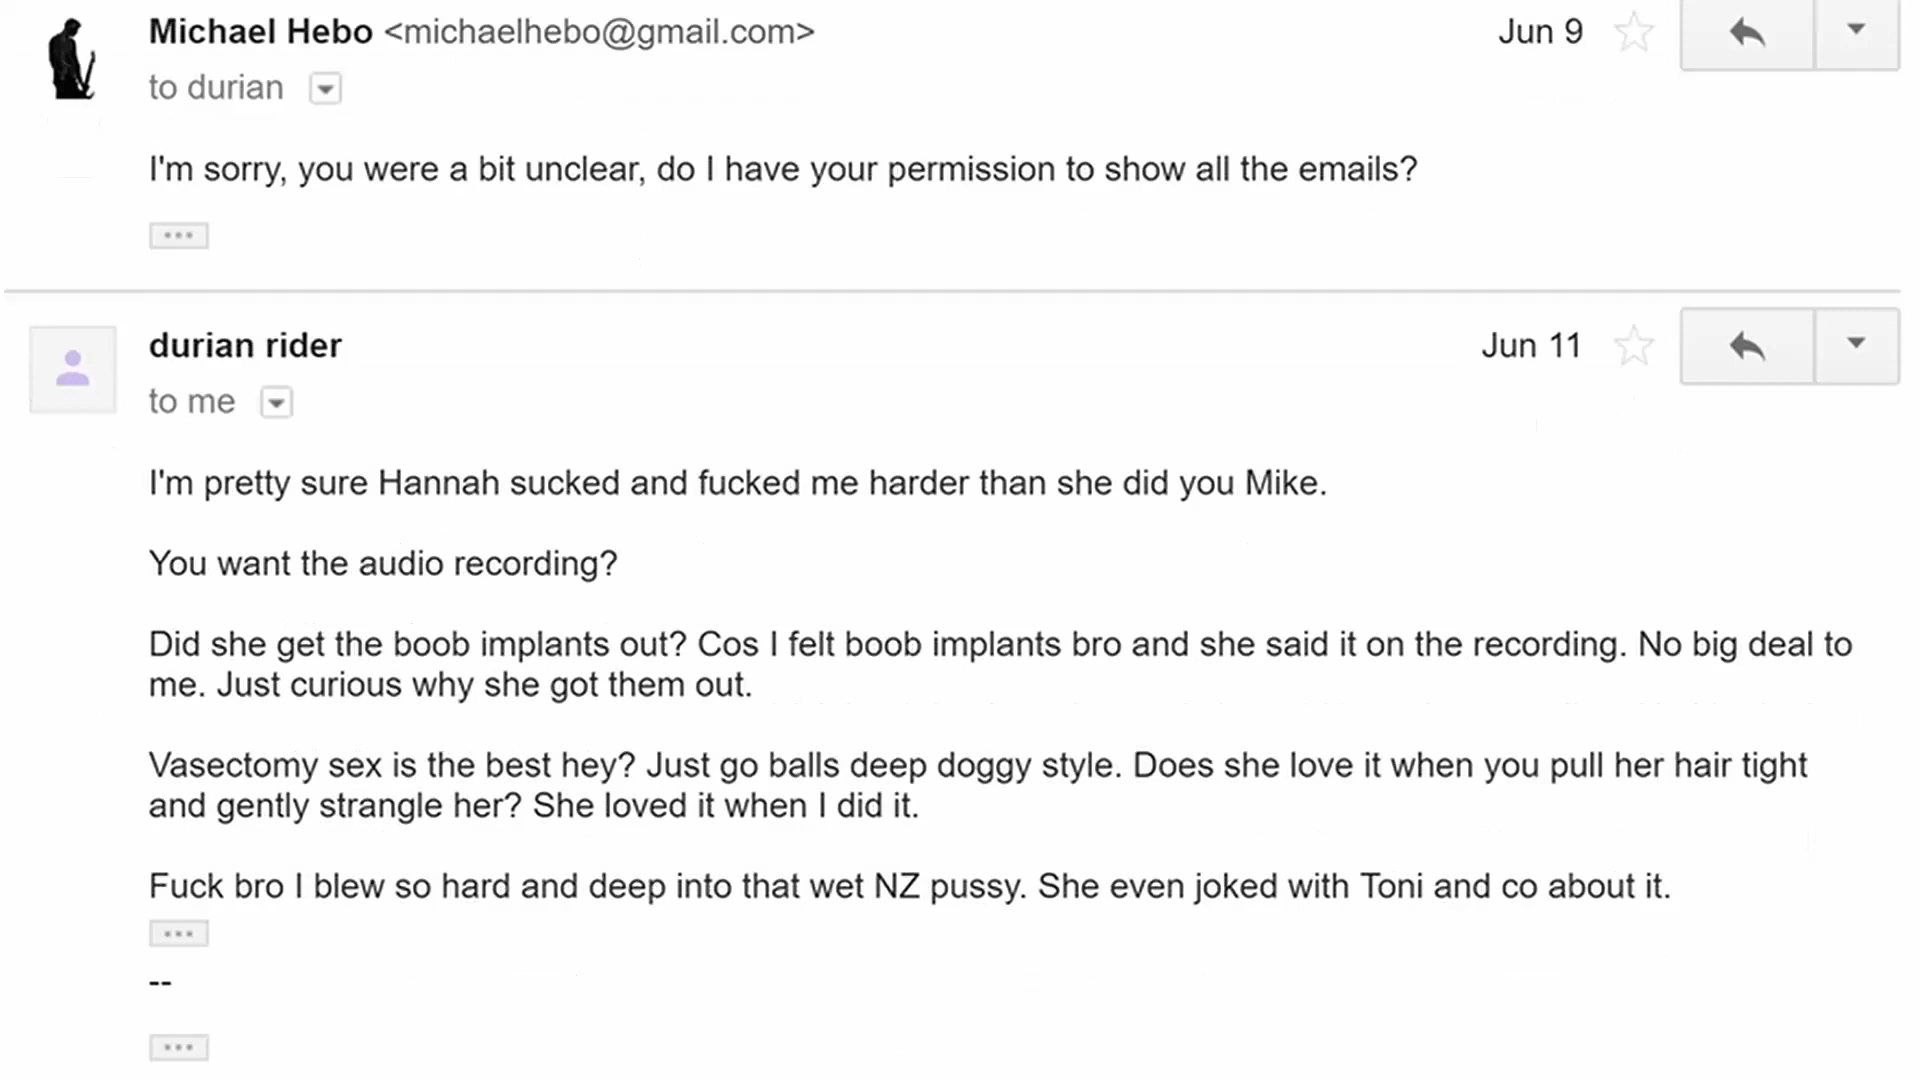 Michael Hebo <michaelhebo@gmail.com>
Jun 9
to durian
I'm sorry, you were a bit unclear, do I have your permission to show all the emails?
durian rider
Jun 11
to me
I'm pretty sure Hannah sucked and fucked me harder than she did you Mike.
You want the audio recording?
Did she get the boob implants out? Cos I felt boob implants bro and she said it on the recording. No big deal to
me. Just curious why she got them out.
Vasectomy sex is the best hey? Just go balls deep doggy style. Does she love it when you pull her hair tight
and gently strangle her? She loved it when I did it.
Fuck bro I blew so hard and deep into that wet NZ pussy. She even joked with Toni and co about it.
--